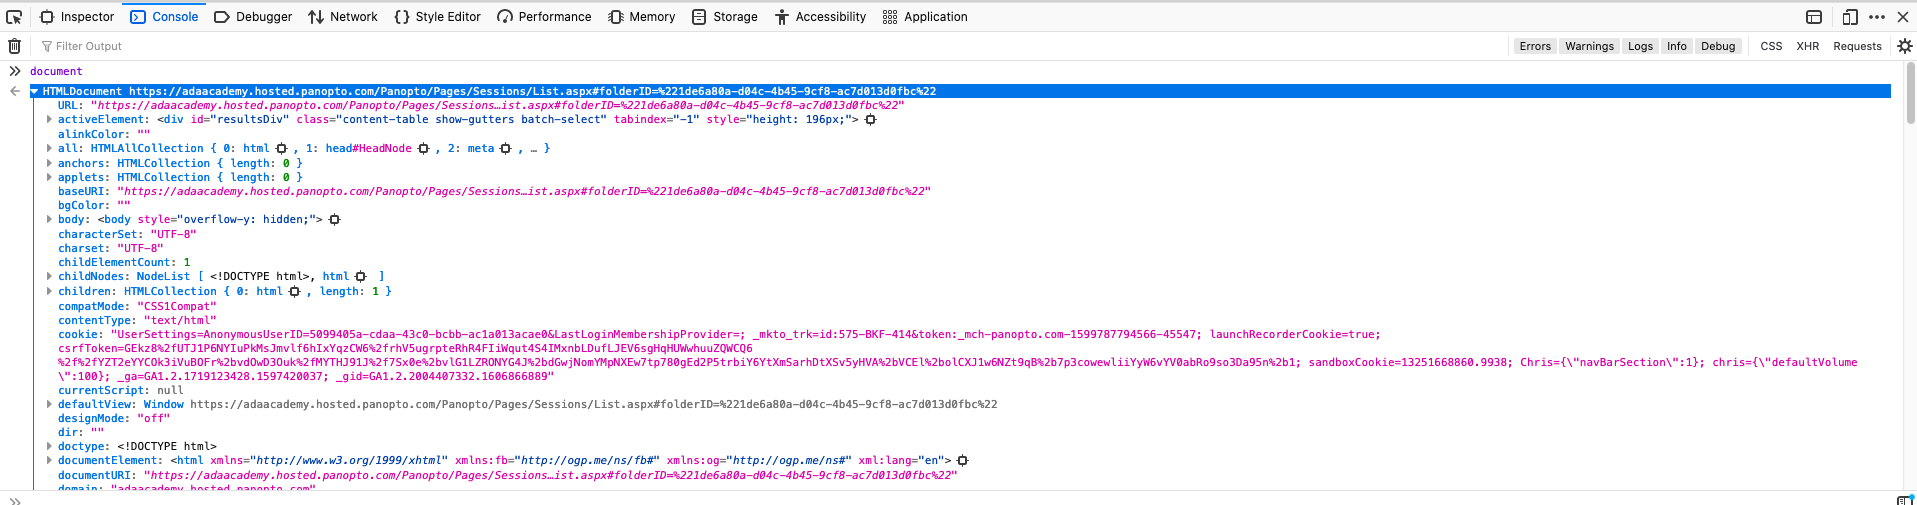 Inspector Console Debugger Network Style Editor Performance Memory Storage Accessibility Application
Filter Output Errors Warnings Logs Info Debug CSS XHR Requests
document
HTMLDocument https://adaacademy.hosted.panopto.com/Panopto/Pages/Sessions/List.aspx#folderID=%221de6a80a-d04c-4b45-9cf8-ac7d013d0fbc%22
URL: "https://adaacademy.hosted.panopto.com/Panopto/Pages/Sessions…ist.aspx#folderID=%221de6a80a-d04c-4b45-9cf8-ac7d013d0fbc%22"
activeElement: <div id="resultsDiv" class="content-table show-gutters batch-select" tabindex="-1" style="height: 196px;">
alinkColor: ""
all: HTMLAllCollection { 0: html , 1: head#HeadNode , 2: meta , … }
anchors: HTMLCollection { length: 0 }
applets: HTMLCollection { length: 0 }
baseURI: "https://adaacademy.hosted.panopto.com/Panopto/Pages/Sessions…ist.aspx#folderID=%221de6a80a-d04c-4b45-9cf8-ac7d013d0fbc%22"
bgColor: ""
body: <body style="overflow-y: hidden;">
characterSet: "UTF-8"
charset: "UTF-8"
childElementCount: 1
childNodes: NodeList [ <!DOCTYPE html>, html ]
children: HTMLCollection { 0: html , length: 1 }
compatMode: "CSS1Compat"
contentType: "text/html"
cookie: "UserSettings=AnonymousUserID=5099405a-cdaa-43c0-bcbb-ac1a013acae0&LastLoginMembershipProvider=; _mkto_trk=id:575-BKF-414&token:_mch-panopto.com-1599787794566-45547; launchRecorderCookie=true;
csrfToken=GEkz8%2fUTJ1P6NYIuPkMsJmvlf6hIxYqzCW6%2frhV5ugrpteRhR4FIiWqut4S4IMxnbLDufLJEV6sgHqHUWwhuuZQWCQ6
%2f%2fYZT2eYYCOk3iVuBOFr%2bvdOwD3Ouk%2fMYTHJ91J%2f7Sx0e%2bvlG1LZRONYG4J%2bdGwjNomYMpNXEw7tp780gEd2P5trbiY6YtXmSarhDtXSv5yHVA%2bVCEl%2bolCXJ1w6NZt9qB%2b7p3cowewliiYyW6vYV0abRo9so3Da95n%2b1; sandboxCookie=13251668860.9938; Chris={\"navBarSection\":1}; chris={\"defaultVolume
\":100}; _ga=GA1.2.1719123428.1597420037; _gid=GA1.2.2004407332.1606866889"
currentScript: null
defaultView: Window https://adaacademy.hosted.panopto.com/Panopto/Pages/Sessions/List.aspx#folderID=%221de6a80a-d04c-4b45-9cf8-ac7d013d0fbc%22
designMode: "off"
dir: ""
doctype: <!DOCTYPE html>
documentElement: <html xmlns="http://www.w3.org/1999/xhtml" xmlns:fb="http://ogp.me/ns/fb#" xmlns:og="http://ogp.me/ns#" xml:lang="en">
documentURI: "https://adaacademy.hosted.panopto.com/Panopto/Pages/Sessions…ist.aspx#folderID=%221de6a80a-d04c-4b45-9cf8-ac7d013d0fbc%22"
domain: "adaacademy.hosted.panopto.com"